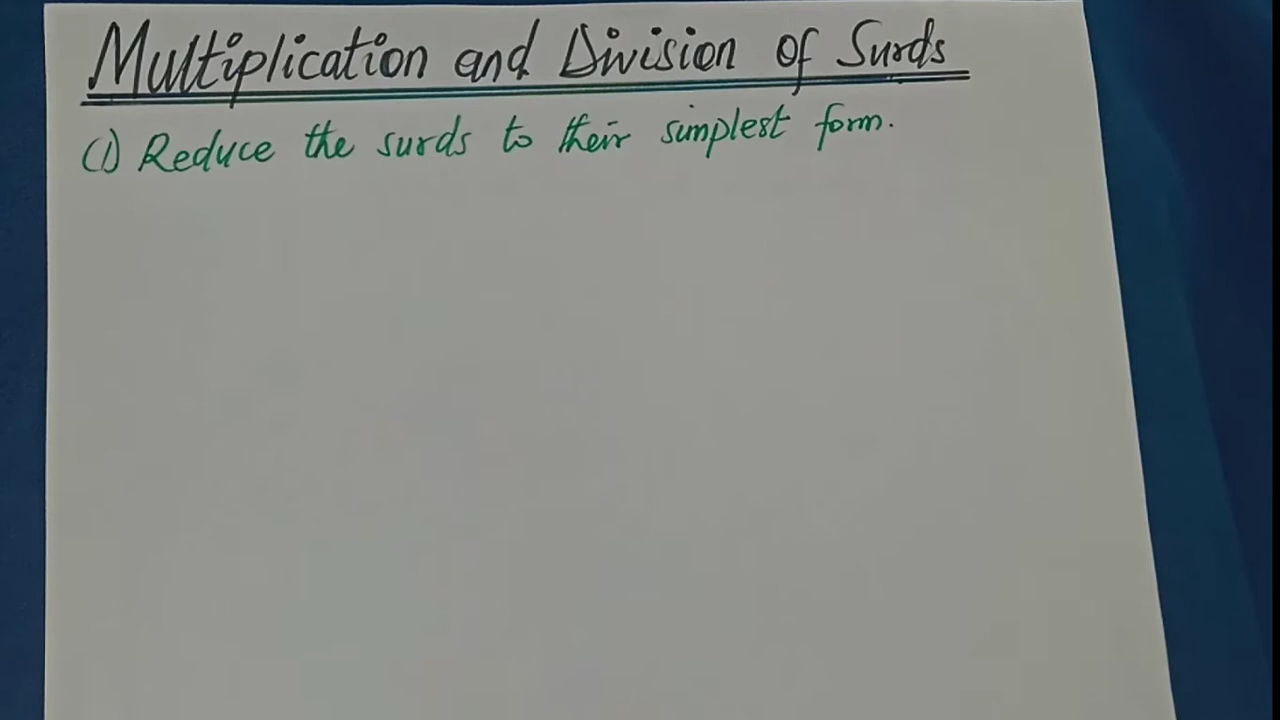 Multiplication and Division of Surds
(1) Reduce the surds to their simplest form.